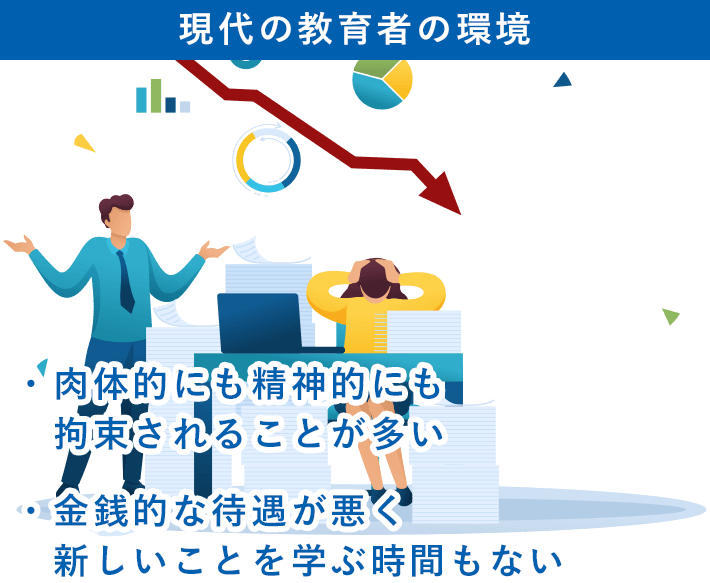 現代の教育者の環境
・肉体的にも精神的にも
拘束されることが多い
・金銭的な待遇が悪く
新しいことを学ぶ時間もない